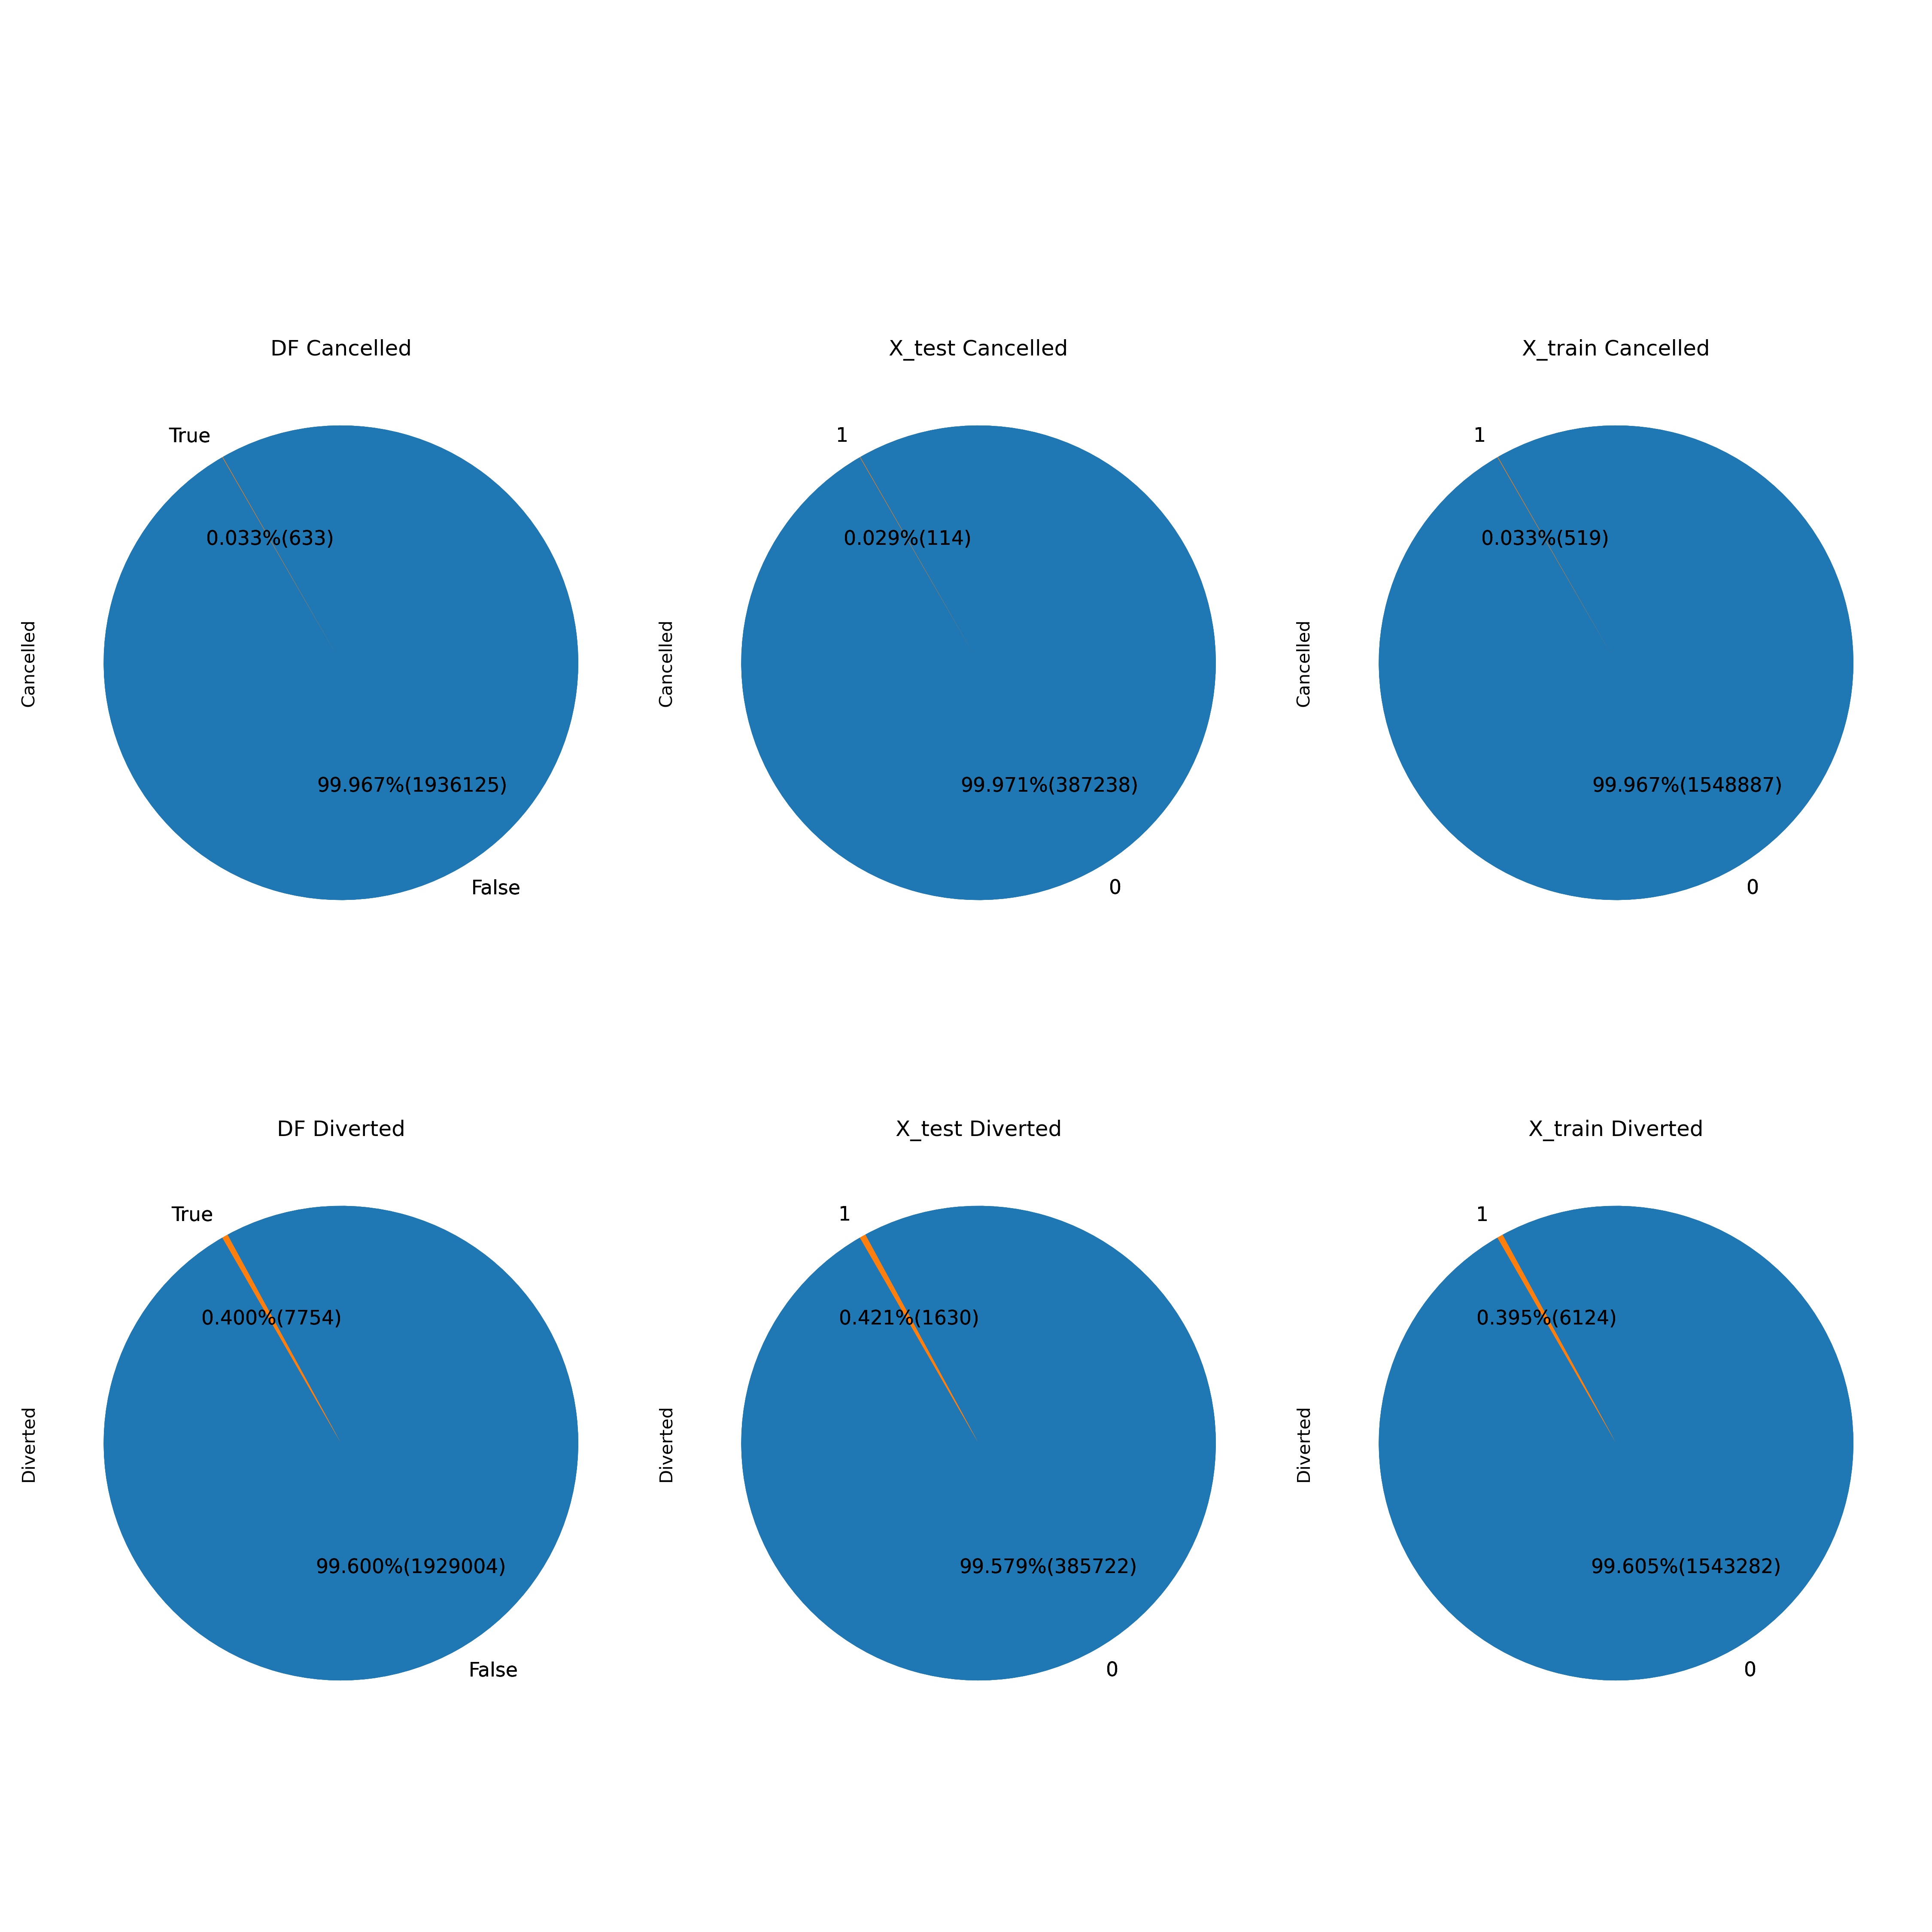 DF Cancelled
True
0.033%(633)
Cancelled
99.967%(1936125)
False
X_test Cancelled
1
0.029%(114)
Cancelled
99.971%(387238)
0
X_train Cancelled
1
0.033%(519)
Cancelled
99.967%(1548887)
0
DF Diverted
True
0.400%(7754)
Diverted
99.600%(1929004)
False
X_test Diverted
1
0.421%(1630)
Diverted
99.579%(385722)
0
X_train Diverted
1
0.395%(6124)
Diverted
99.605%(1543282)
0